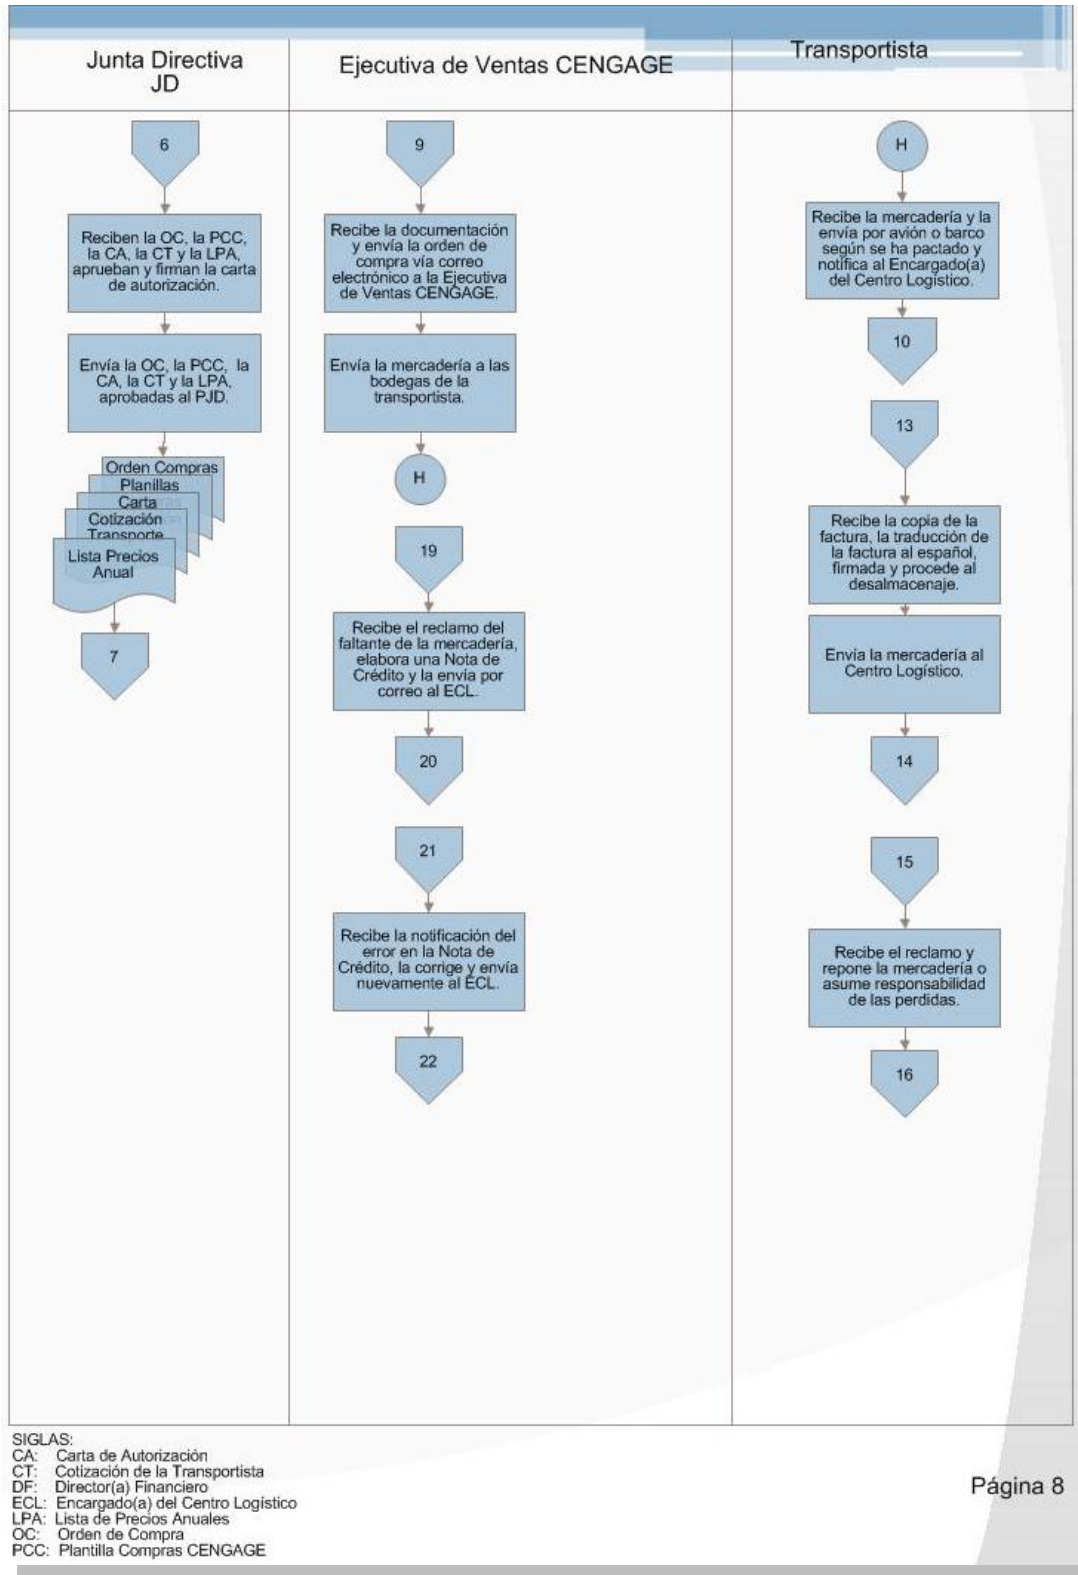 Junta Directiva
JD
Ejecutiva de Ventas CENGAGE
Transportista
6
Reciben la OC, la PCC,
la CA, la CT y la LPA,
aprueban y firman la carta
de autorización.
Envía la OC, la PCC, la
CA, la CT y la LPA,
aprobadas al PJD.
Orden Compras
Planillas
Carta
Cotización
Transporte
Lista Precios
Anual
7
9
Recibe la documentación
y envía la orden de
compra vía correo
electrónico a la Ejecutiva
de Ventas CENGAGE.
Envía la mercadería a las
bodegas de la
transportista.
H
19
Recibe el reclamo del
faltante de la mercadería,
elabora una Nota de
Crédito y la envía por
correo al ECL.
20
21
Recibe la notificación del
error en la Nota de
Crédito, la corrige y envía
nuevamente al ECL.
22
H
Recibe la mercadería y la
envía por avión o barco
según se ha pactado y
notifica al Encargado(a)
del Centro Logístico.
10
13
Recibe la copia de la
factura, la traducción de
la factura al español,
firmada y procede al
desalmacenaje.
Envía la mercadería al
Centro Logístico.
14
15
Recibe el reclamo y
repone la mercadería o
asume responsabilidad
de las perdidas.
16
SIGLAS:
CA: Carta de Autorización
CT: Cotización de la Transportista
DF: Director(a) Financiero
ECL: Encargado(a) del Centro Logístico
LPA: Lista de Precios Anuales
OC: Orden de Compra
PCC: Plantilla Compras CENGAGE
Página 8